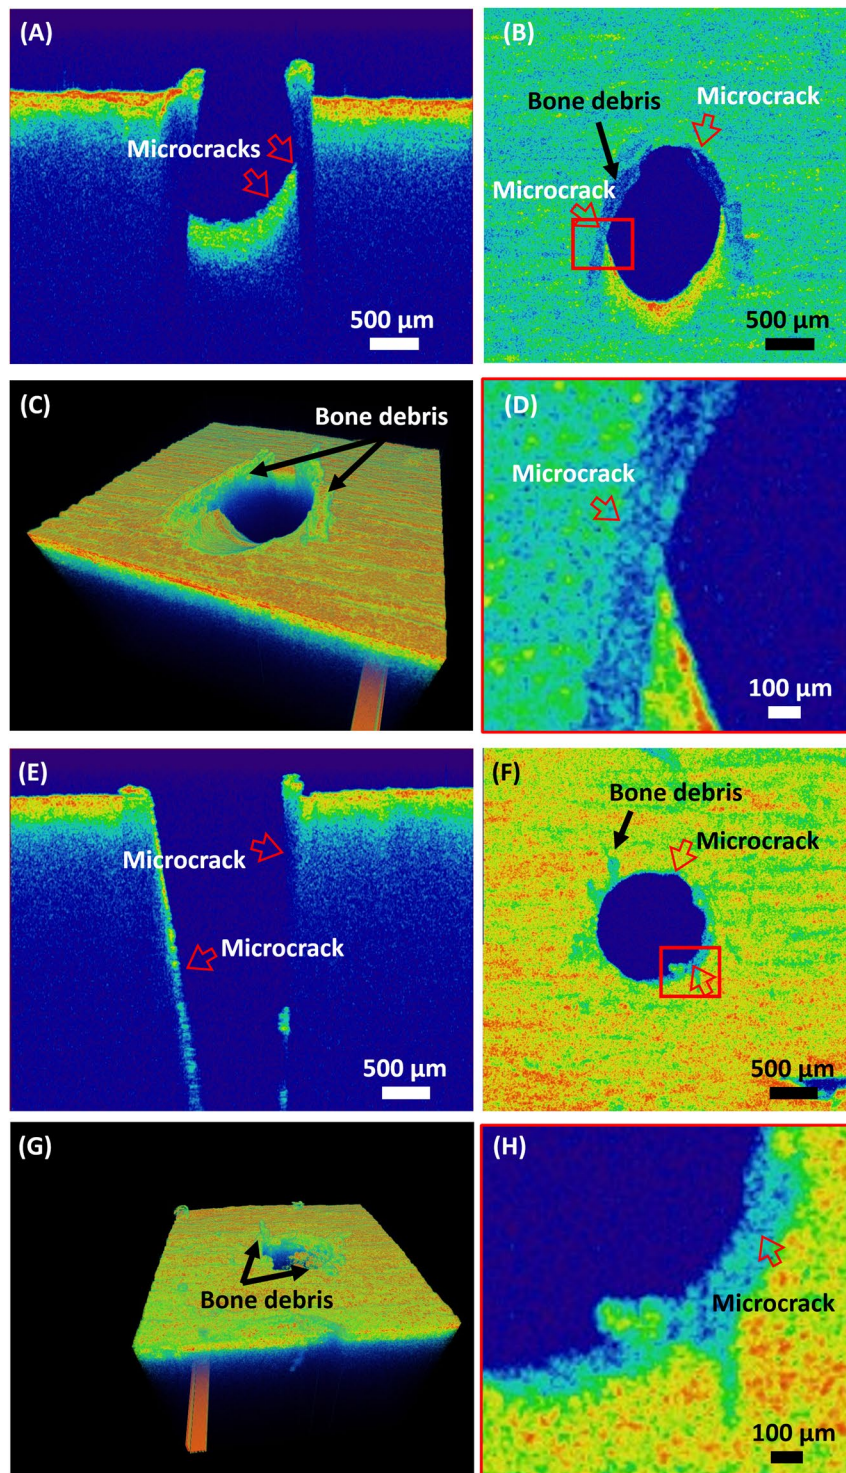 (A)
Microcracks
500 µm
(B)
Bone debris
Microcrack
Microcrack
500 µm
(C)
Bone debris
(D)
Microcrack
100 µm
(E)
Microcrack
Microcrack
500 µm
(F)
Bone debris
Microcrack
500 µm
(G)
Bone debris
(H)
Microcrack
100 µm